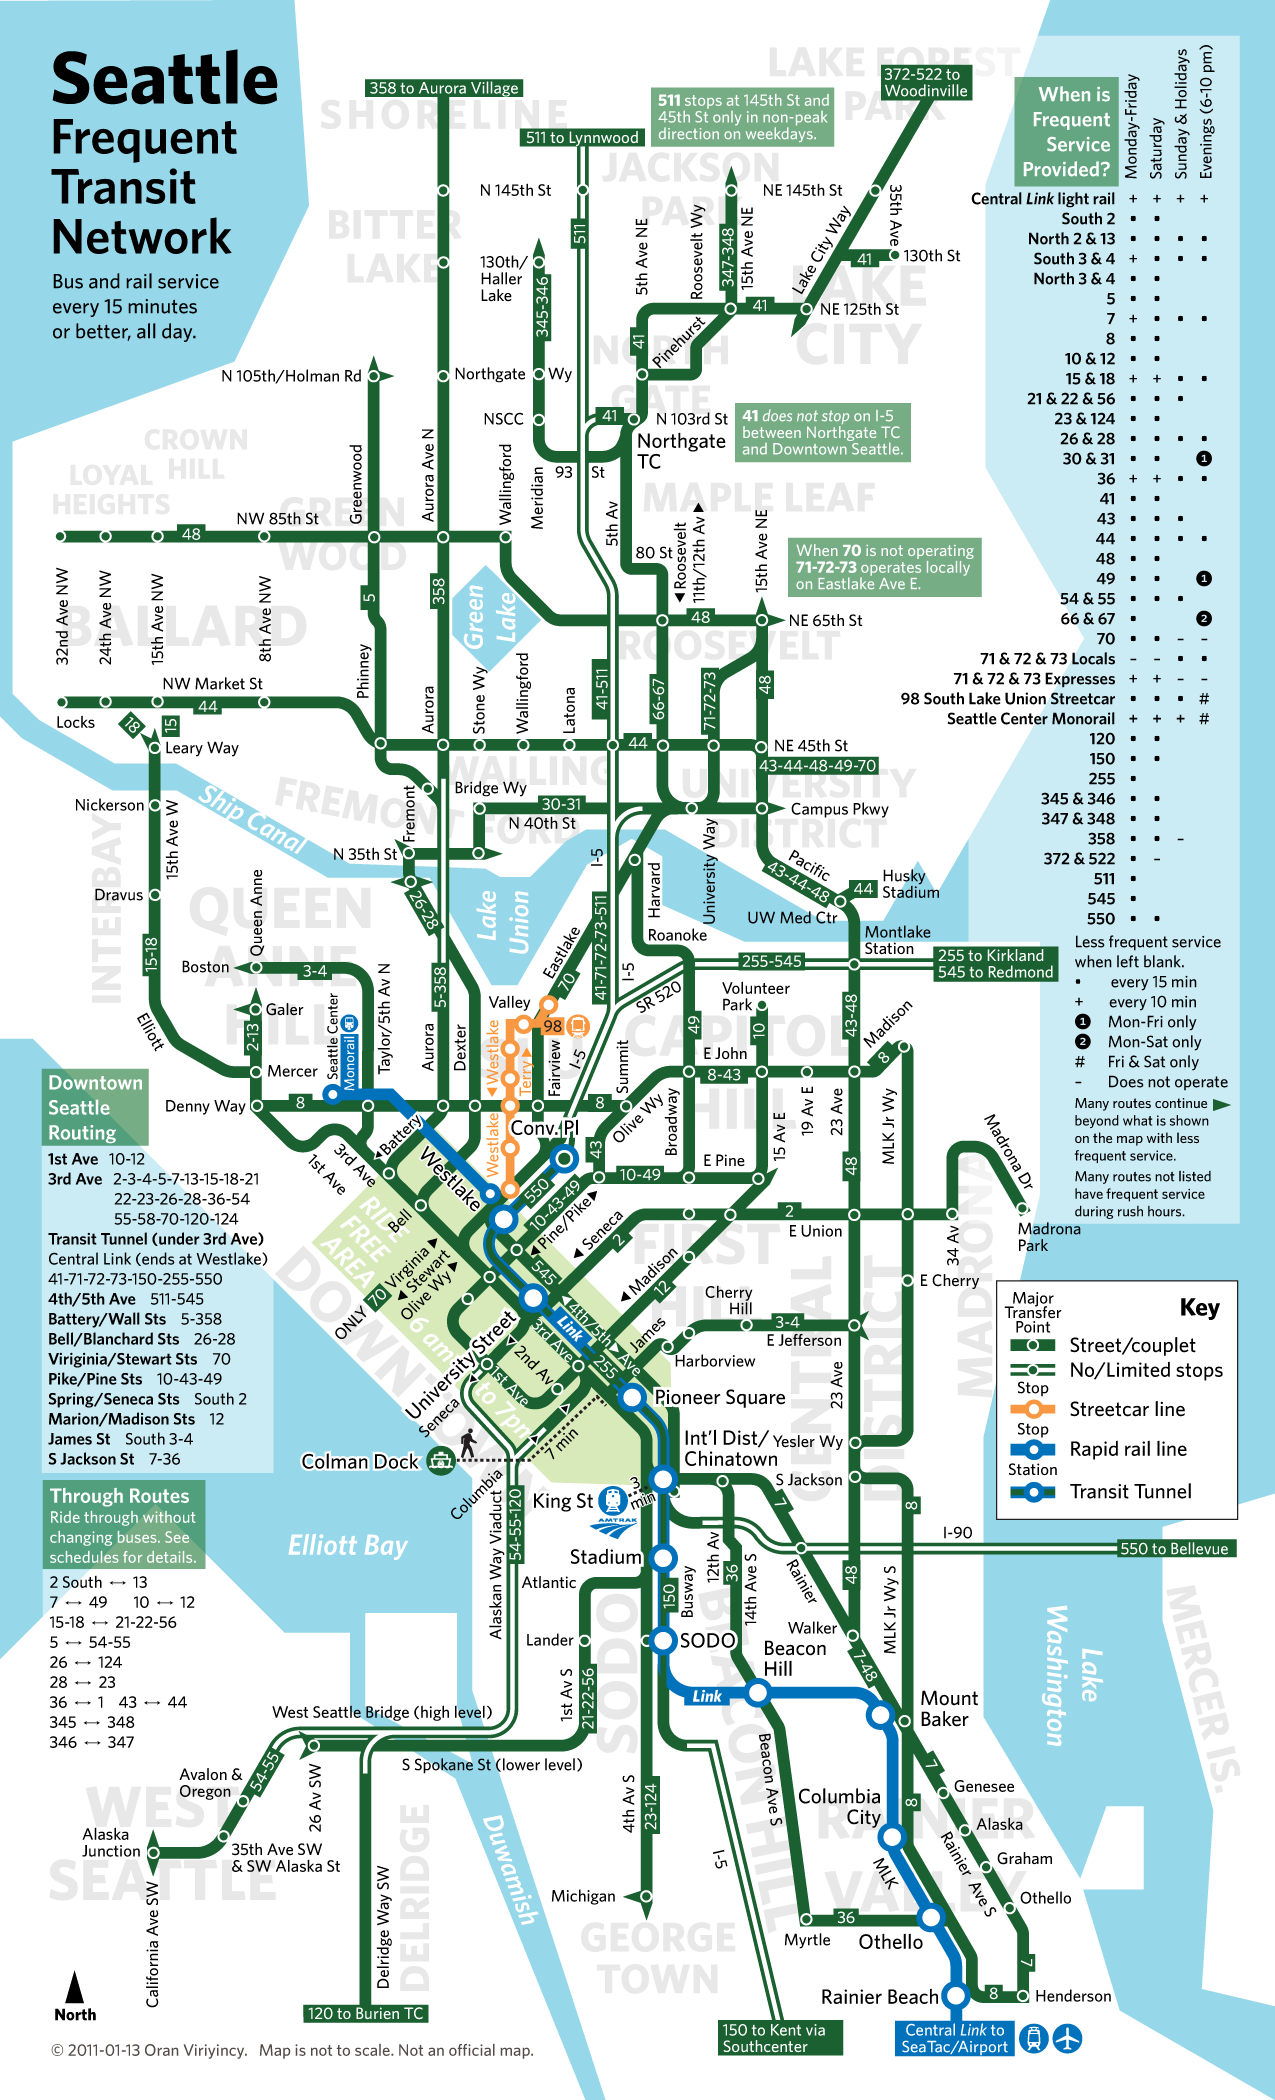 Seattle
Frequent
Transit
Network
Bus and rail service
every 15 minutes
or better, all day.
358 to Aurora Village
SHORELINE
511 to Lynnwood
511 stops at 145th St and
45th St only in non-peak
direction on weekdays.
LAKE FOREST
PARK
372-522 to
Woodinville
JACKSON
PARK
N 145th St
NE 145th St
35th Ave
BITTER
LAKE
511
130th/
Haller
Lake
345-346
5th Ave NE
Roosevelt Wy
347-348
15th Ave NE
Lake City Way
41
130th St
LAKE
CITY
41
NE 125th St
41
Pinehurst
NORTH
GATE
N 105th/Holman Rd
Northgate
Wy
NSCC
41
N 103rd St
Northgate
TC
93
St
41 does not stop on I-5
between Northgate TC
and Downtown Seattle.
CROWN
HILL
LOYAL
HEIGHTS
GREEN
WOOD
Greenwood
Aurora Ave N
Wallingford
Meridian
5th Av
MAPLE LEAF
NW 85th St
48
80 St
Roosevelt
11th/12th Av
15th Ave NE
When 70 is not operating
71-72-73 operates locally
on Eastlake Ave E.
32nd Ave NW
24th Ave NW
15th Ave NW
8th Ave NW
BALLARD
5
358
Green
Lake
48
NE 65th St
ROOSEVELT
NW Market St
44
Locks
18
15
Leary Way
Phinney
Aurora
Stone Wy
Wallingford
Latona
41-511
66-67
71-72-73
48
44
NE 45th St
43-44-48-49-70
WALLING
FORD
UNIVERSITY
DISTRICT
FREMONT
Bridge Wy
30-31
N 40th St
Campus Pkwy
Nickerson
Ship Canal
Fremont
N 35th St
I-5
Harvard
University Way
Pacific
43-44-48
44
Husky
Stadium
UW Med Ctr
INTERBAY
15th Ave W
Dravus
QUEEN
ANNE
HILL
Queen Anne
26-28
Lake
Union
41-71-72-73-511
Roanoke
Montlake
Station
15-18
Boston
3-4
5-358
Eastlake
70
I-5
SR 520
255-545
255 to Kirkland
545 to Redmond
Volunteer
Park
Galer
2-13
Elliott
Mercer
Seattle Center
Monorail
Taylor/5th Av N
Aurora
Dexter
Valley
98
Westlake
Terry
Fairview
I-5
Summit
49
CAPITOL
HILL
10
43-48
Madison
8
E John
8-43
Denny Way
8
8
Olive Wy
Broadway
15 Av E
19 Av E
23 Ave
MLK Jr Wy
Battery
3rd Ave
1st Ave
Westlake
Westlake
Conv. Pl
43
E Pine
10-49
48
MADRONA
Madrona Dr
550
10-43-49
Pine/Pike
Seneca
2
2
E Union
34 Av
Madrona
Park
RIDE
FREE
AREA
6 am
to 7pm
DOWNTOWN
Bell
Virginia
Stewart
Olive Wy
ONLY
70
545
FIRST
HILL
Madison
12
E Cherry
University Street
Link
4th/5th Ave
3rd Ave
255
2nd Av
1st Ave
Cherry
Hill
3-4
E Jefferson
James
Harborview
CENTRAL
DISTRICT
23 Ave
Pioneer Square
Seneca
7 min
Colman Dock
Columbia
Int'l Dist/
Chinatown
Yesler Wy
S Jackson
King St
3
min
AMTRAK
7
8
Stadium
12th Av
36
14th Ave S
Rainier
I-90
550 to Bellevue
Elliott Bay
Alaskan Way Viaduct
54-55-120
Atlantic
150
Busway
Lander
SODO
SODO
Beacon
Hill
BEACON HILL
Walker
48
MLK Jr Wy S
7-48
Lake
Washington
MERCER IS.
1st Av S
21-22-56
Link
Mount
Baker
West Seattle Bridge (high level)
S Spokane St (lower level)
Avalon &
Oregon
54-55
WEST
SEATTLE
Alaska
Junction
35th Ave SW
& SW Alaska St
26 Av SW
California Ave SW
Delridge Way SW
DELRIDGE
120 to Burien TC
Duwamish
4th Av S
23-124
I-5
Beacon Ave S
Michigan
GEORGE
TOWN
150 to Kent via
Southcenter
Columbia
City
8
7
Genesee
Alaska
Graham
Othello
RAINIER
VALLEY
MLK
Rainier Ave S
36
Myrtle
Othello
7
Rainier Beach
8
Henderson
Central Link to
SeaTac/Airport
When is
Frequent
Service
Provided?
Monday-Friday
Saturday
Sunday & Holidays
Evenings (6-10 pm)
Central Link light rail + + + +
South 2 • •
North 2 & 13 • • • •
South 3 & 4 + • • •
North 3 & 4 • •
5 • •
7 + • • •
8 • •
10 & 12 • •
15 & 18 + + • •
21 & 22 & 56 • • •
23 & 124 • •
26 & 28 • • • •
30 & 31 • • 1
36 + + • •
41 • •
43 • • •
44 • • • •
48 • •
49 • • 1
54 & 55 • • •
66 & 67 • 2
70 • • – –
71 & 72 & 73 Locals – – • •
71 & 72 & 73 Expresses + + – –
98 South Lake Union Streetcar • • • #
Seattle Center Monorail + + + #
120 • •
150 • •
255 •
345 & 346 • •
347 & 348 • •
358 • • –
372 & 522 • –
511 •
545 •
550 • •
Less frequent service
when left blank.
• every 15 min
+ every 10 min
1 Mon-Fri only
2 Mon-Sat only
# Fri & Sat only
– Does not operate
Many routes continue
beyond what is shown
on the map with less
frequent service.
Many routes not listed
have frequent service
during rush hours.
Major
Transfer
Point
Key
Street/couplet
No/Limited stops
Stop
Streetcar line
Stop
Rapid rail line
Station
Transit Tunnel
Downtown
Seattle
Routing
1st Ave 10-12
3rd Ave 2-3-4-5-7-13-15-18-21
22-23-26-28-36-54
55-58-70-120-124
Transit Tunnel (under 3rd Ave)
Central Link (ends at Westlake)
41-71-72-73-150-255-550
4th/5th Ave 511-545
Battery/Wall Sts 5-358
Bell/Blanchard Sts 26-28
Viriginia/Stewart Sts 70
Pike/Pine Sts 10-43-49
Spring/Seneca Sts South 2
Marion/Madison Sts 12
James St South 3-4
S Jackson St 7-36
Through Routes
Ride through without
changing buses. See
schedules for details.
2 South ↔ 13
7 ↔ 49 10 ↔ 12
15-18 ↔ 21-22-56
5 ↔ 54-55
26 ↔ 124
28 ↔ 23
36 ↔ 1 43 ↔ 44
345 ↔ 348
346 ↔ 347
North
© 2011-01-13 Oran Viriyincy. Map is not to scale. Not an official map.